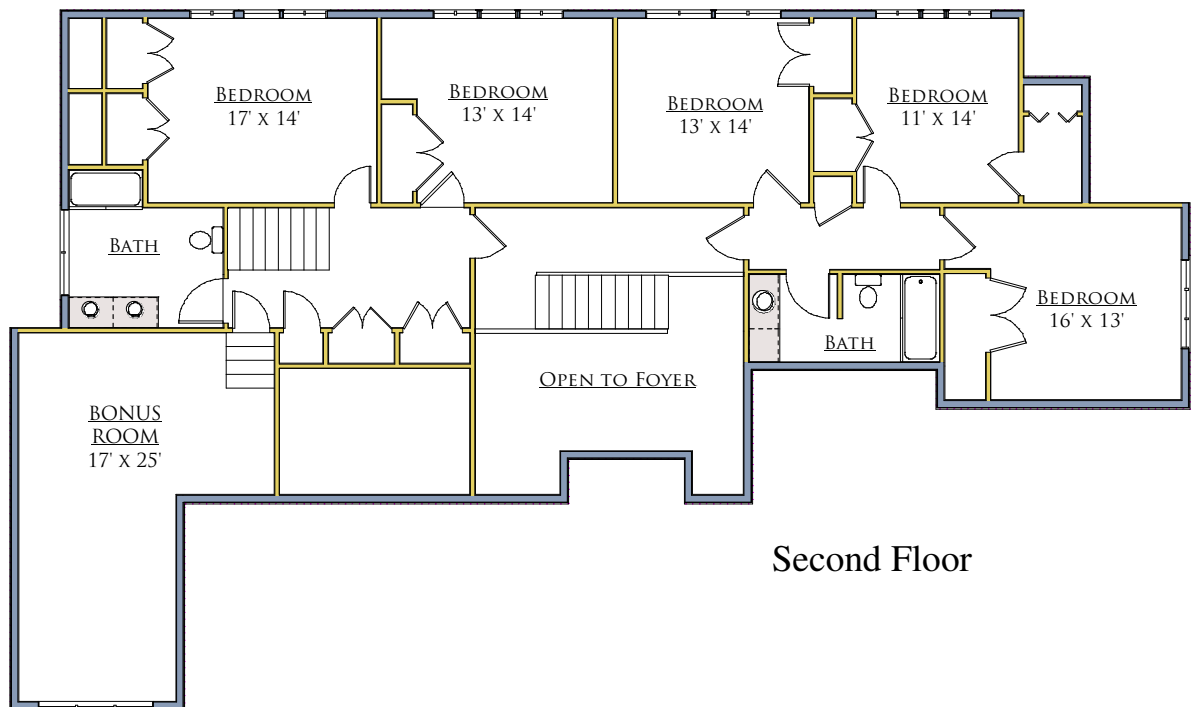 Bedroom
17' x 14'
Bedroom
13' x 14'
Bedroom
13' x 14'
Bedroom
11' x 14'
Bath
Bedroom
16' x 13'
Bath
Open to Foyer
BONUS
ROOM
17' x 25'
Second Floor